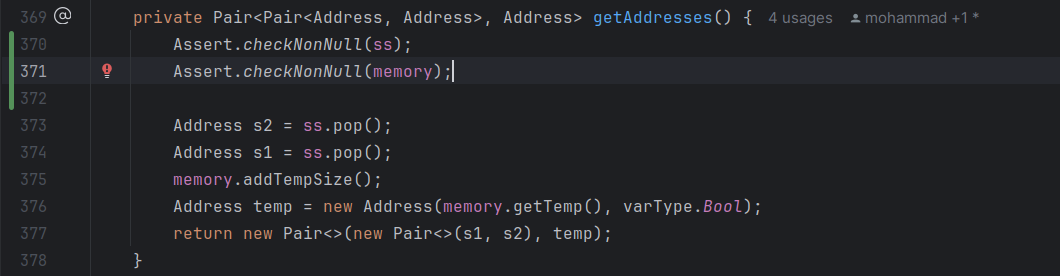 369 private Pair<Pair<Address, Address>, Address> getAddresses() { 4 usages mohammad +1 *
370 Assert.checkNonNull(ss);
371 Assert.checkNonNull(memory);
372
373 Address s2 = ss.pop();
374 Address s1 = ss.pop();
375 memory.addTempSize();
376 Address temp = new Address(memory.getTemp(), varType.Bool);
377 return new Pair<>(new Pair<>(s1, s2), temp);
378 }